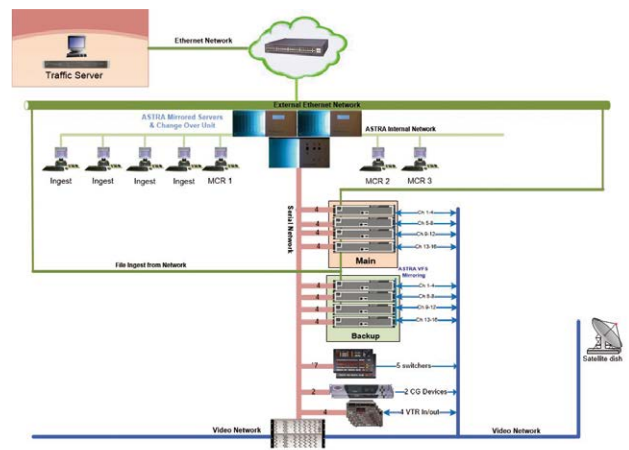 Ethernet Network
Traffic Server
External Ethernet Network
ASTRA Mirrored Servers
& Change Over Unit
ASTRA Internal Network
Ingest
Ingest
Ingest
Ingest
MCR 1
MCR 2
MCR 3
Serial Network
4
Ch 1-4
4
Ch 5-8
4
Ch 9-12
4
Ch 13-16
Main
File Ingest from Network
ASTRA VFS
Mirroring
4
Ch 1-4
4
Ch 5-8
4
Ch 9-12
4
Ch 13-16
Backup
Satellite dish
7
5 switchers
2
2 CG Devices
4
4 VTR In/out
Video Network
Video Network